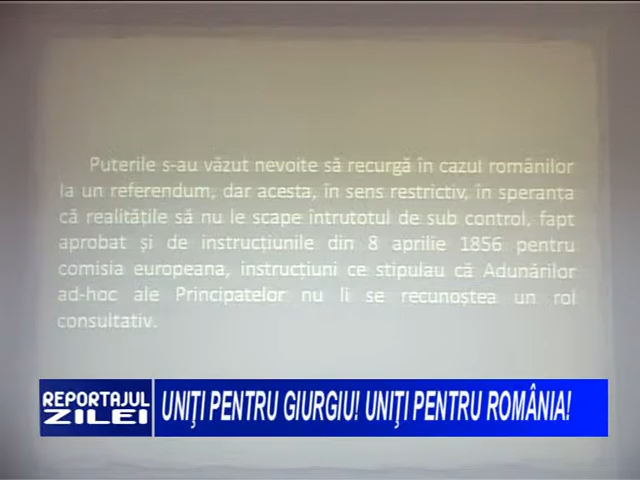 Puterile s-au văzut nevoite să recurgă în cazul românilor
la un referendum, dar acesta, în sens restrictiv, în speranța
că realitățile să nu le scape întrutotul de sub control, fapt
aprobat și de instrucțiunile din 8 aprilie 1856 pentru
comisia europeana, instrucțiuni ce stipulau că Adunărilor
ad-hoc ale Principatelor nu li se recunoștea un rol
consultativ.
REPORTAJUL
ZILEI
UNIŢI PENTRU GIURGIU! UNIŢI PENTRU ROMÂNIA!